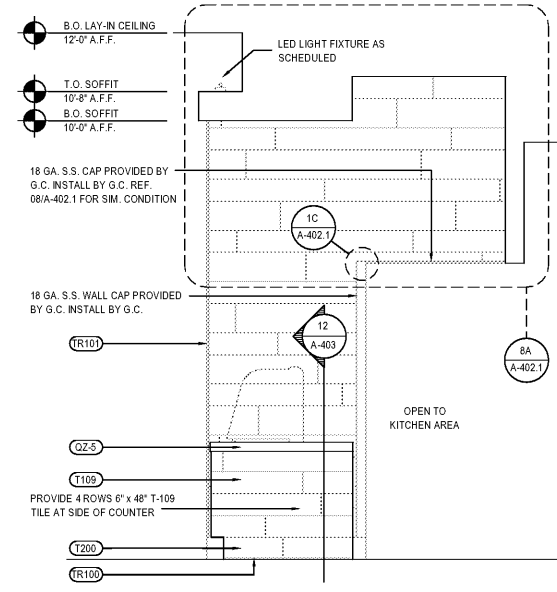 B.O. LAY-IN CEILING
12'-0" A.F.F.
LED LIGHT FIXTURE AS
SCHEDULED
T.O. SOFFIT
10'-8" A.F.F.
B.O. SOFFIT
10'-0" A.F.F.
18 GA. S.S. CAP PROVIDED BY
G.C. INSTALL BY G.C. REF.
08/A-402.1 FOR SIM. CONDITION
1C
A-402.1
18 GA. S.S. WALL CAP PROVIDED
BY G.C. INSTALL BY G.C.
12
A-403
TR101
8A
A-402.1
OPEN TO
KITCHEN AREA
QZ-5
T109
PROVIDE 4 ROWS 6" x 48" T-109
TILE AT SIDE OF COUNTER
T200
TR100